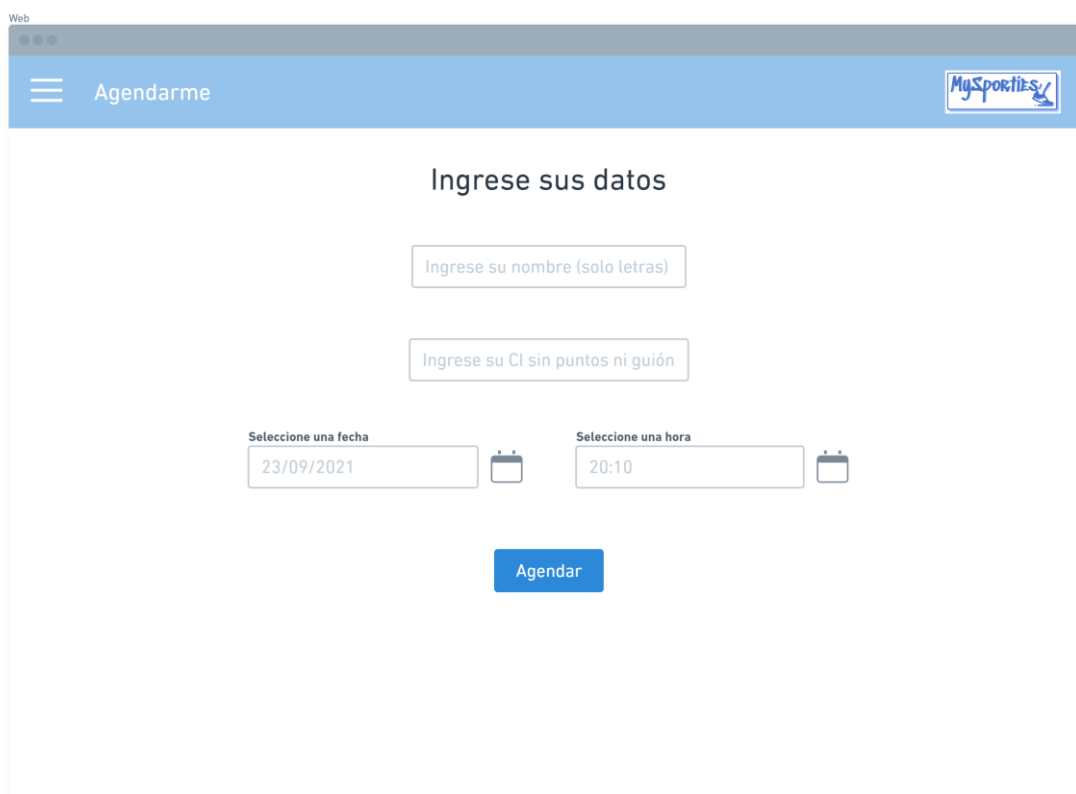 Web
Agendarme
MySporties
Ingrese sus datos
Ingrese su nombre (solo letras)
Ingrese su CI sin puntos ni guión
Seleccione una fecha
Seleccione una hora
23/09/2021
20:10
Agendar